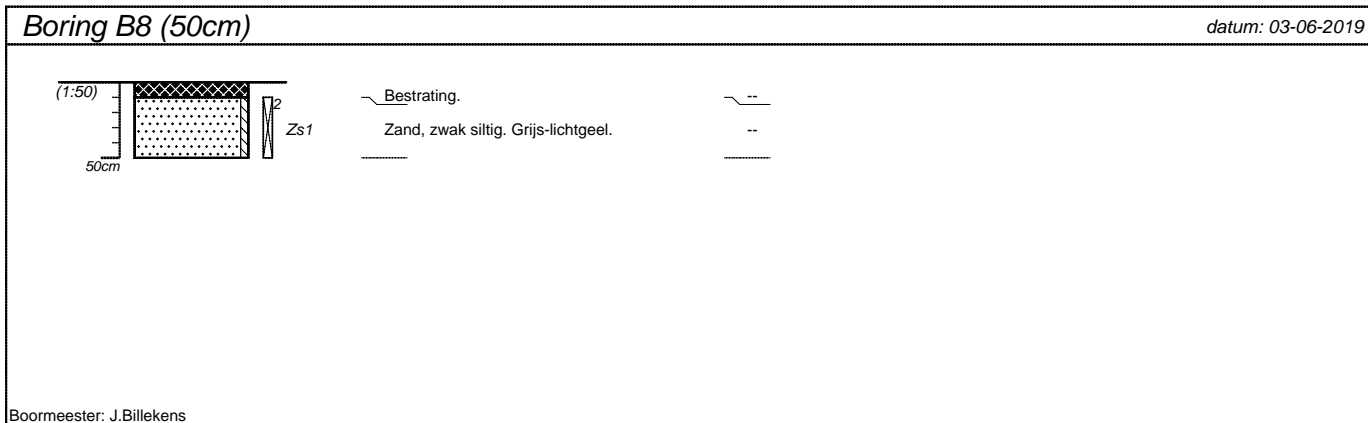 Boring B8 (50cm) datum: 03-06-2019
(1:50) Bestrating. --
2
Zs1 Zand, zwak siltig. Grijs-lichtgeel. --
50cm
Boormeester: J.Billekens